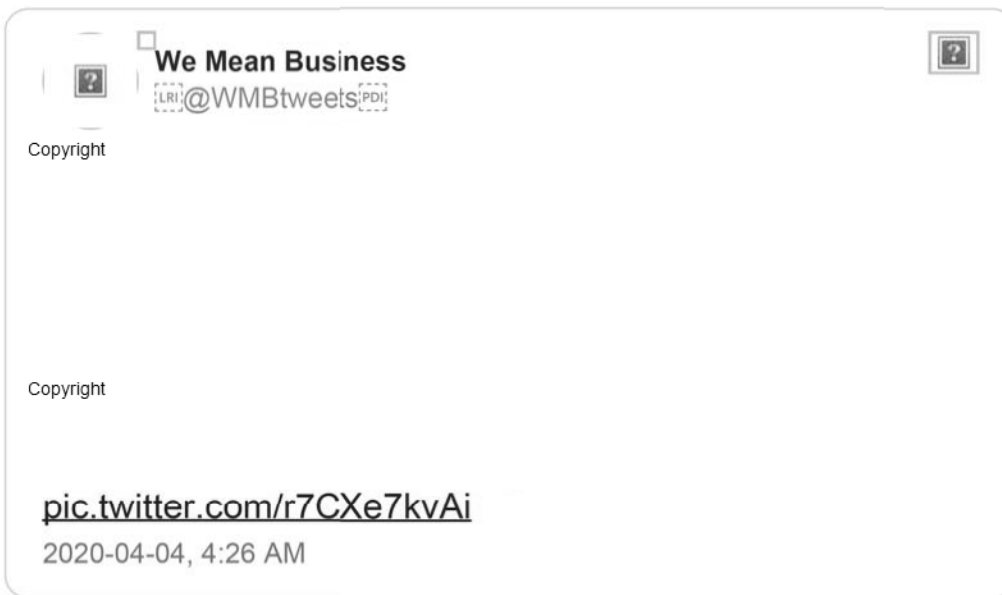 We Mean Business
@WMBtweets
Copyright
Copyright
pic.twitter.com/r7CXe7kvAi
2020-04-04, 4:26 AM